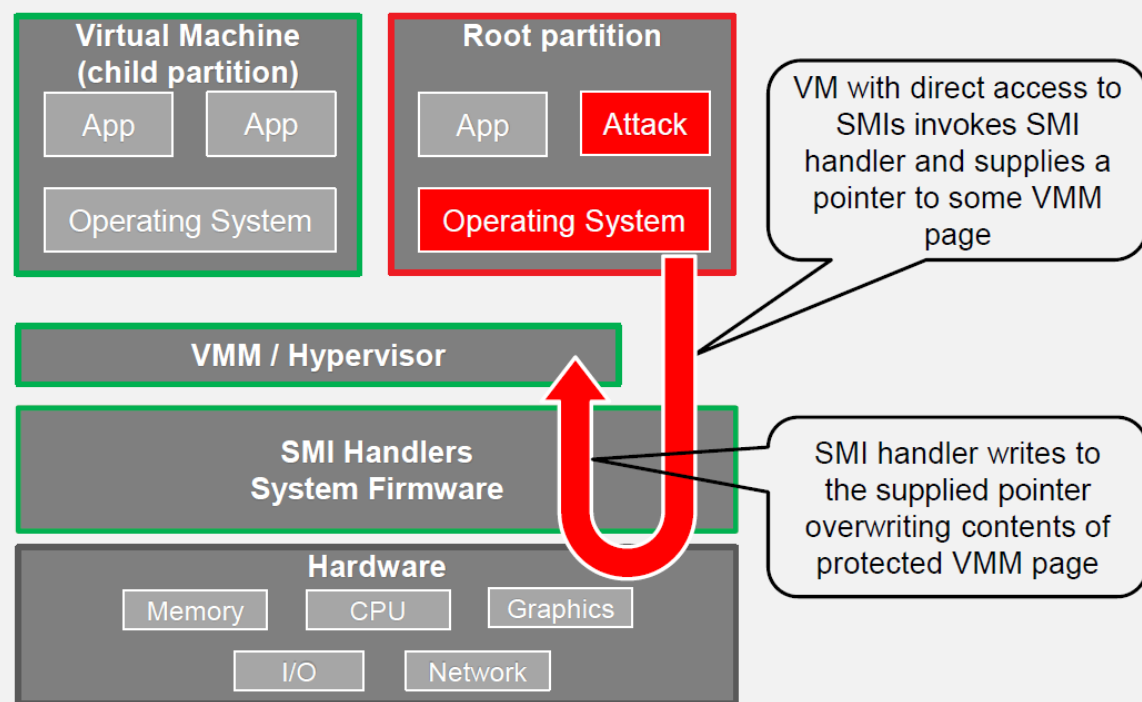 Virtual Machine
(child partition)
App
App
Operating System
Root partition
App
Attack
Operating System
VM with direct access to
SMIs invokes SMI
handler and supplies a
pointer to some VMM
page
VMM / Hypervisor
SMI Handlers
System Firmware
SMI handler writes to
the supplied pointer
overwriting contents of
protected VMM page
Hardware
Memory
CPU
Graphics
I/O
Network